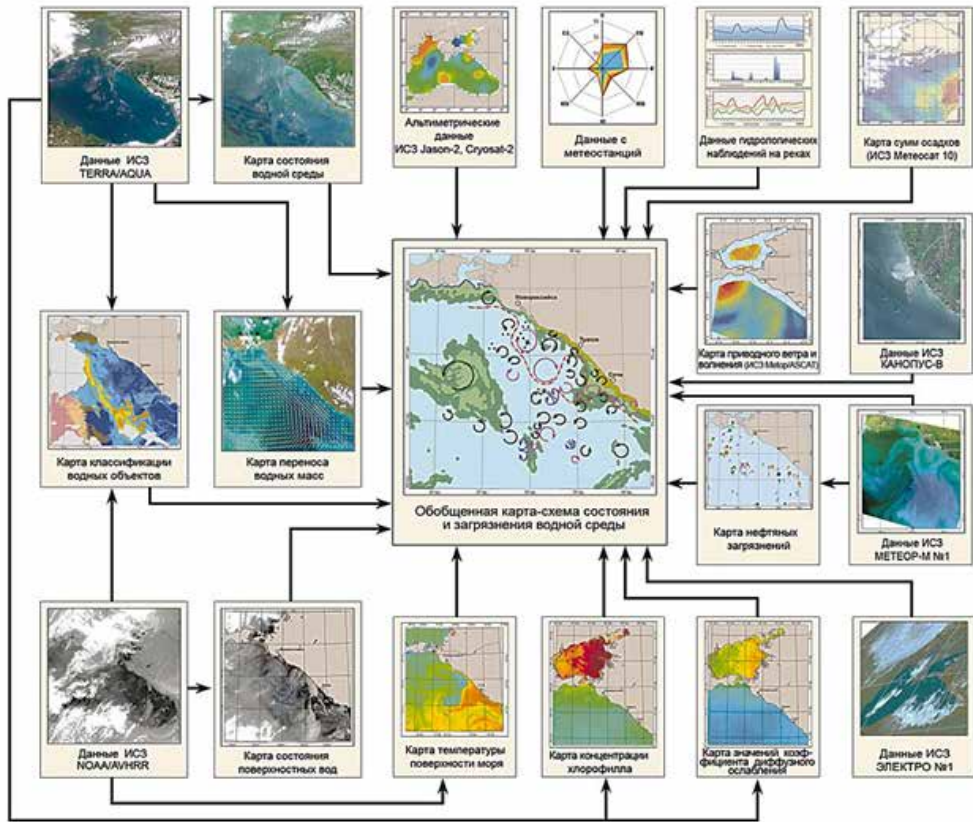 Данные ИСЗ
TERRA/AQUA
Карта состояния
водной среды
Альтиметрические
данные
ИСЗ Jason-2, Cryosat-2
Данные с
метеостанций
Данные гидрологических
наблюдений на реках
Карта сумм осадков
(ИСЗ Метеосат 10)
Карта классификации
водных объектов
Карта переноса
водных масс
Новороссийск
Туапсе
Сочи
Обобщенная карта-схема состояния
и загрязнения водной среды
Карта приводного ветра и
волнения (ИСЗ Metop/ASCAT)
Данные ИСЗ
КАНОПУС-В
Карта нефтяных
загрязнений
Данные ИСЗ
МЕТЕОР-М №1
Данные ИСЗ
NOAA/AVHRR
Карта состояния
поверхностных вод
Карта температуры
поверхности моря
Карта концентрации
хлорофилла
Карта значений коэф-
фициента диффузного
ослабления
Данные ИСЗ
ЭЛЕКТРО №1